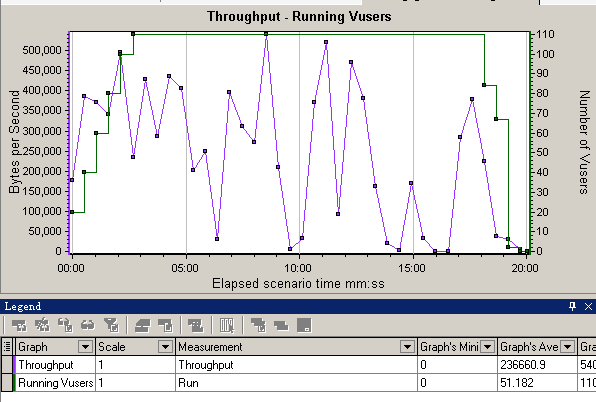 Throughput - Running Vusers
500,000
450,000
400,000
350,000
300,000
250,000
200,000
150,000
100,000
50,000
0
Bytes per Second
110
100
90
80
70
60
50
40
30
20
10
0
Number of Vusers
00:00 05:00 10:00 15:00 20:00
Elapsed scenario time mm:ss
Legend
Graph Scale Measurement Graph's Mini Graph's Ave Gra
Throughput 1 Throughput 0 236660.9 540
Running Vusers 1 Run 0 51.182 110